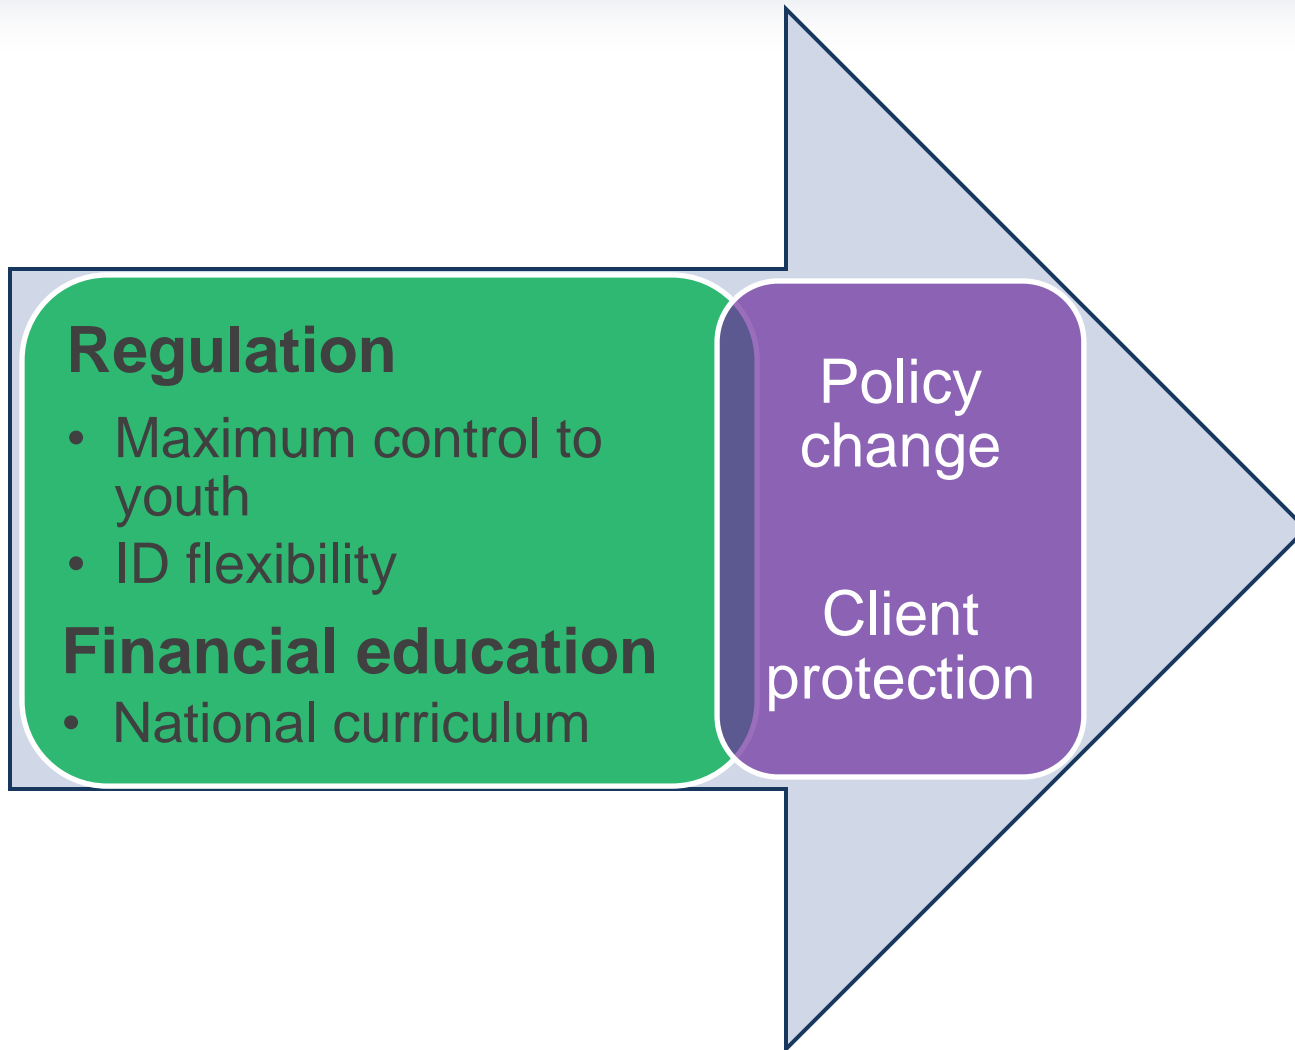 Regulation
• Maximum control to
youth
• ID flexibility
Financial education
• National curriculum
Policy
change
Client
protection